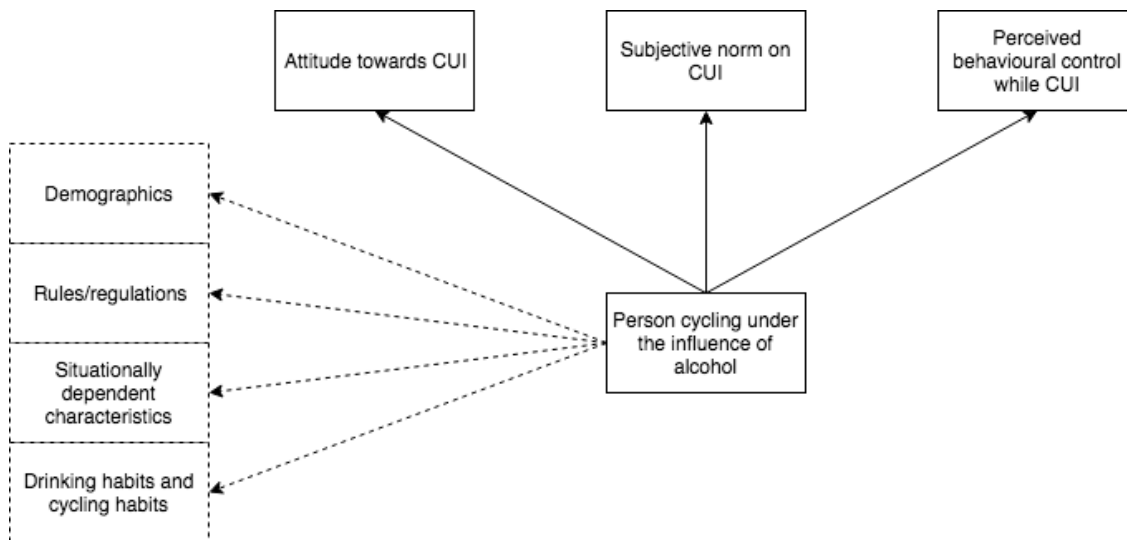 Attitude towards CUI
Subjective norm on
CUI
Perceived
behavioural control
while CUI
Demographics
Rules/regulations
Situationally
dependent
characteristics
Drinking habits and
cycling habits
Person cycling under
the influence of
alcohol